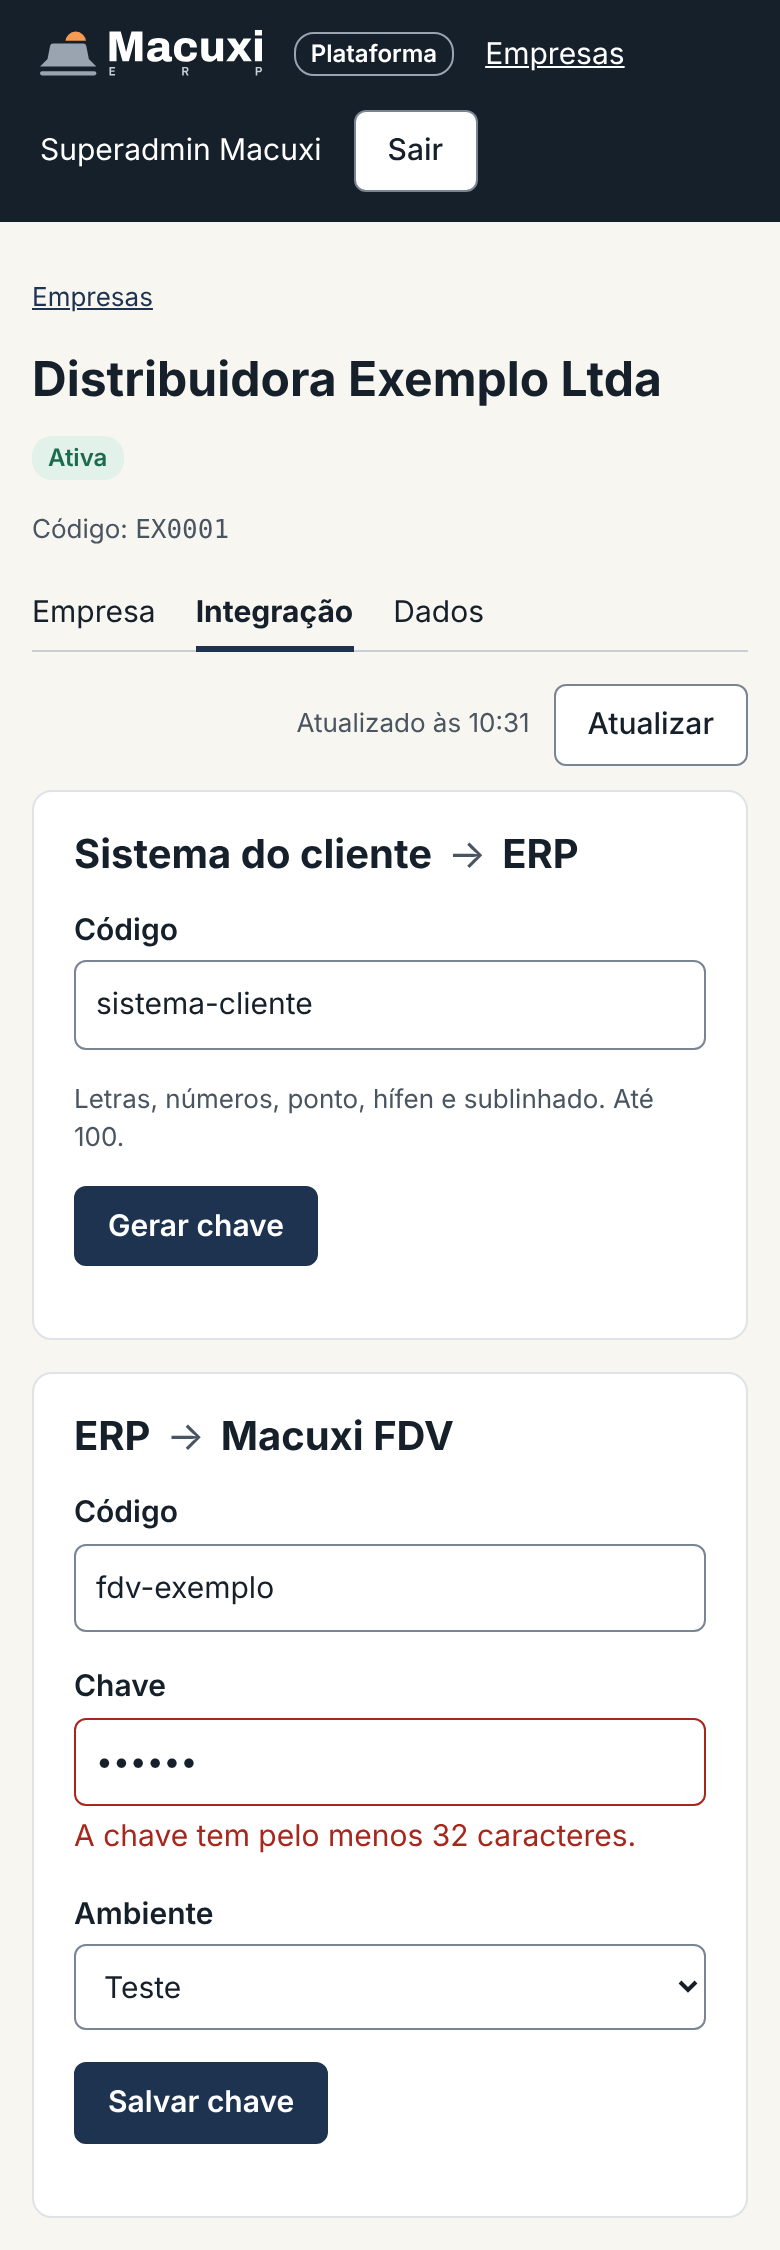 Macuxi
E R P
Plataforma
Empresas
Superadmin Macuxi
Sair
Empresas
Distribuidora Exemplo Ltda
Ativa
Código: EX0001
Empresa
Integração
Dados
Atualizado às 10:31
Atualizar
Sistema do cliente → ERP
Código
sistema-cliente
Letras, números, ponto, hífen e sublinhado. Até
100.
Gerar chave
ERP → Macuxi FDV
Código
fdv-exemplo
Chave
••••••
A chave tem pelo menos 32 caracteres.
Ambiente
Teste
Salvar chave